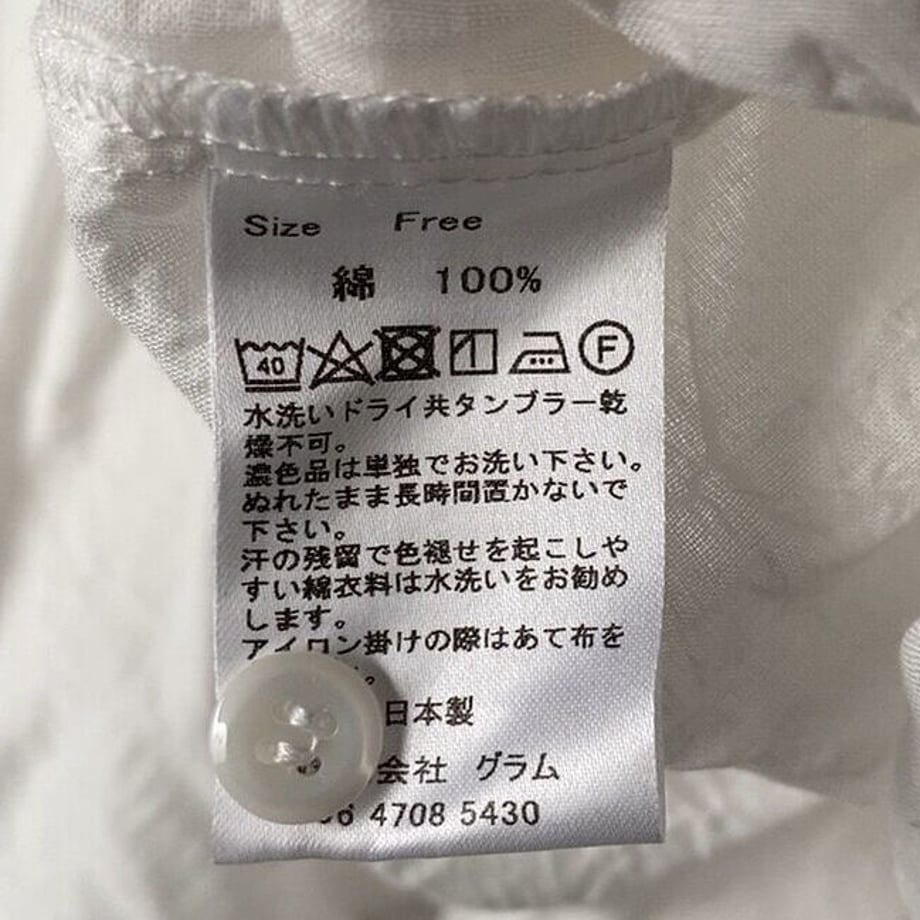 Size Free
綿 100%
40 F
水洗いドライ共タンブラー乾
燥不可。
濃色品は単独でお洗い下さい。
ぬれたまま長時間置かないで
下さい。
汗の残留で色褪せを起こしや
すい綿衣料は水洗いをお勧め
します。
アイロン掛けの際はあて布を
。
日本製
会社 グラム
6 4708 5430